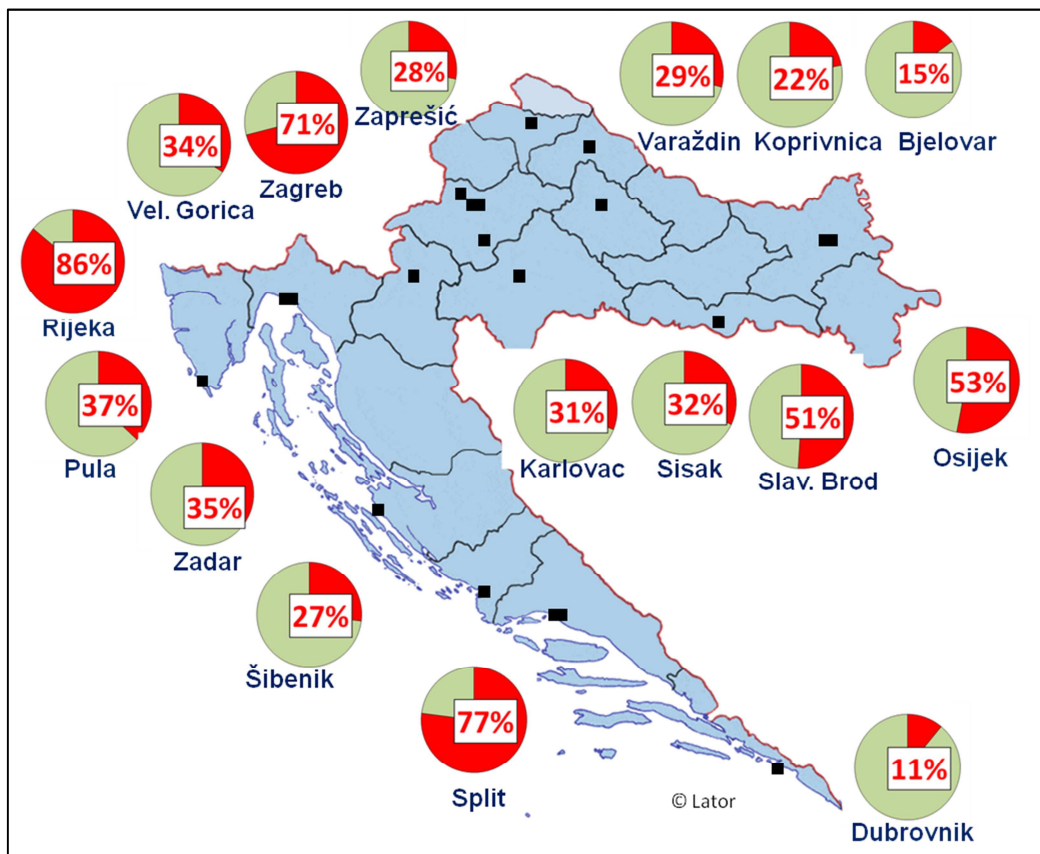 28%
Zaprešić
29%
Varaždin
22%
Koprivnica
15%
Bjelovar
34%
Vel. Gorica
71%
Zagreb
86%
Rijeka
37%
Pula
31%
Karlovac
32%
Sisak
51%
Slav. Brod
53%
Osijek
35%
Zadar
27%
Šibenik
77%
Split
© Lator
11%
Dubrovnik